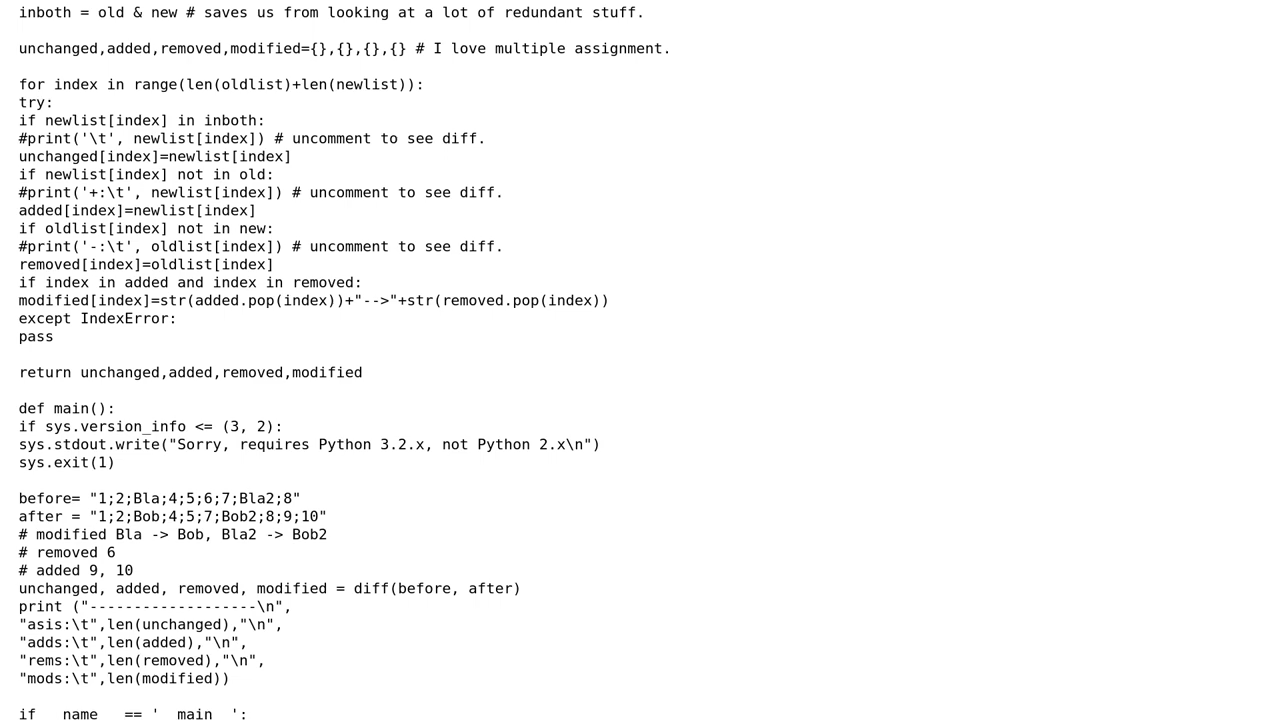 inboth = old & new # saves us from looking at a lot of redundant stuff.
unchanged,added,removed,modified={},{},{},{} # I love multiple assignment.
for index in range(len(oldlist)+len(newlist)):
try:
if newlist[index] in inboth:
#print('\t', newlist[index]) # uncomment to see diff.
unchanged[index]=newlist[index]
if newlist[index] not in old:
#print('+:\t', newlist[index]) # uncomment to see diff.
added[index]=newlist[index]
if oldlist[index] not in new:
#print('-:\t', oldlist[index]) # uncomment to see diff.
removed[index]=oldlist[index]
if index in added and index in removed:
modified[index]=str(added.pop(index))+"-->"+str(removed.pop(index))
except IndexError:
pass
return unchanged,added,removed,modified
def main():
if sys.version_info <= (3, 2):
sys.stdout.write("Sorry, requires Python 3.2.x, not Python 2.x\n")
sys.exit(1)
before= "1;2;Bla;4;5;6;7;Bla2;8"
after = "1;2;Bob;4;5;7;Bob2;8;9;10"
# modified Bla -> Bob, Bla2 -> Bob2
# removed 6
# added 9, 10
unchanged, added, removed, modified = diff(before, after)
print ("-------------------\n",
"asis:\t",len(unchanged),"\n",
"adds:\t",len(added),"\n",
"rems:\t",len(removed),"\n",
"mods:\t",len(modified))
if __name__ == '__main__':